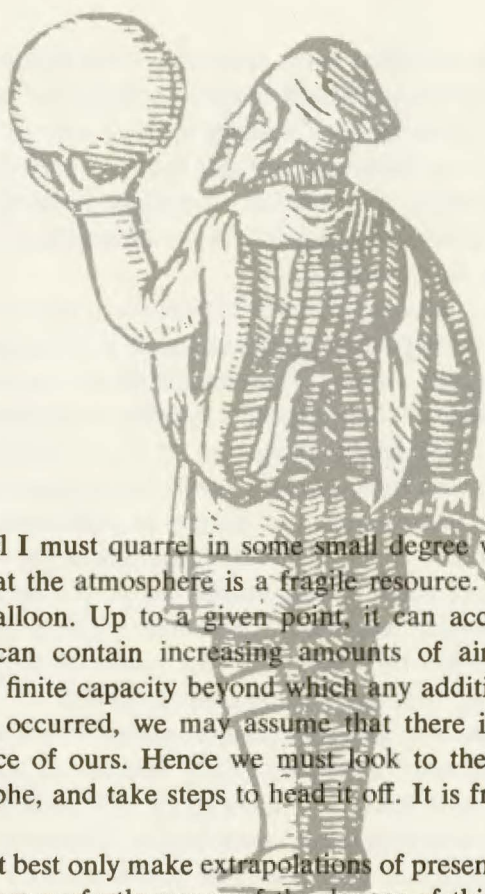 l I must quarrel in some small degree
at the atmosphere is a fragile resource.
alloon. Up to a given point, it can acc
can contain increasing amounts of air
finite capacity beyond which any additi
occurred, we may assume that there i
ce of ours. Hence we must look to the
phe, and take steps to head it off. It is fr
t best only make extrapolations of presen